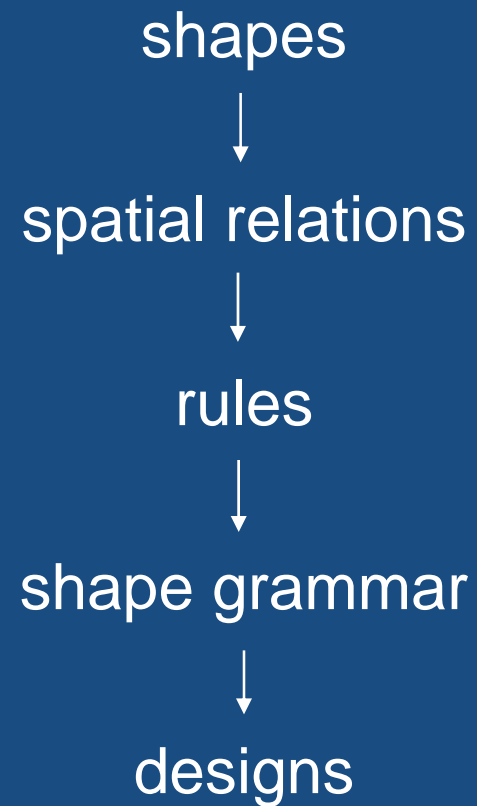 shapes
spatial relations
rules
shape grammar
designs